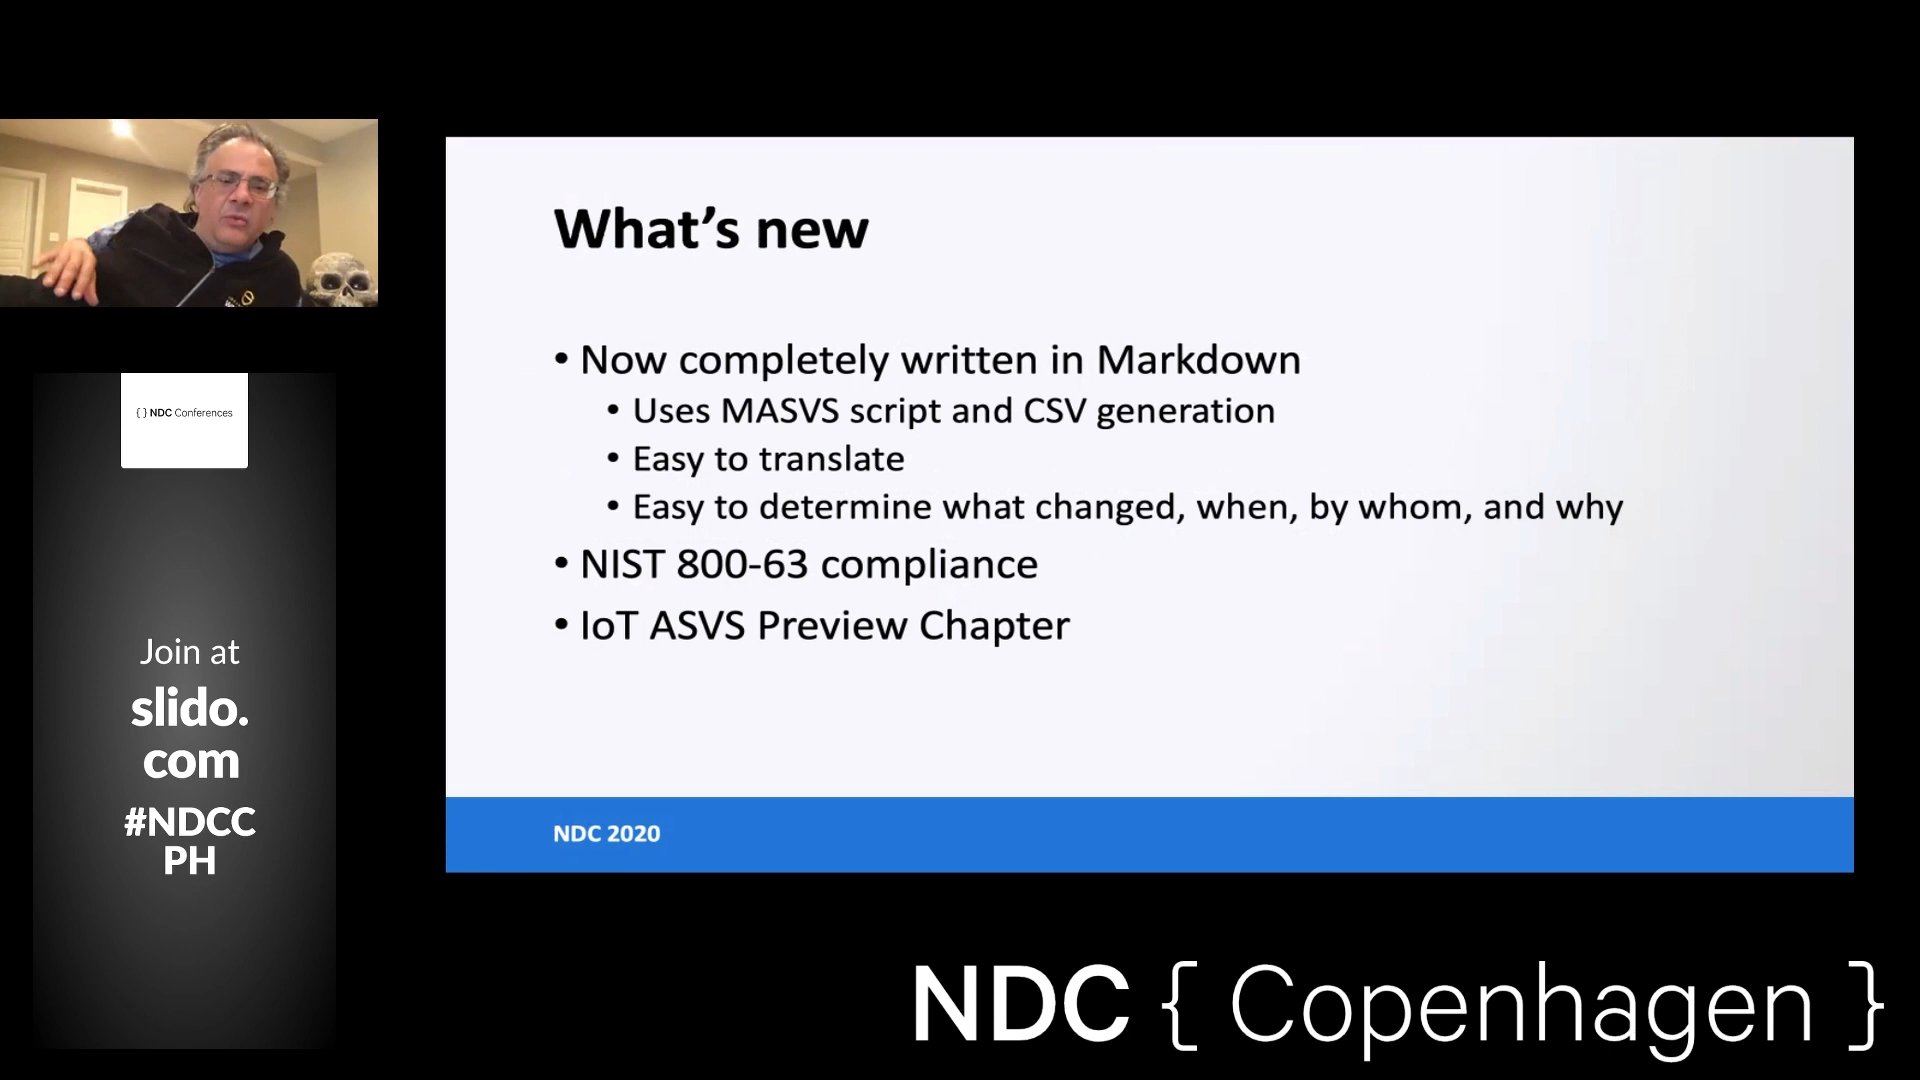 What's new
• Now completely written in Markdown
• Uses MASVS script and CSV generation
• Easy to translate
• Easy to determine what changed, when, by whom, and why
• NIST 800-63 compliance
• IoT ASVS Preview Chapter
NDC 2020
{ } NDC Conferences
Join at
slido.
com
#NDCC
PH
NDC { Copenhagen }